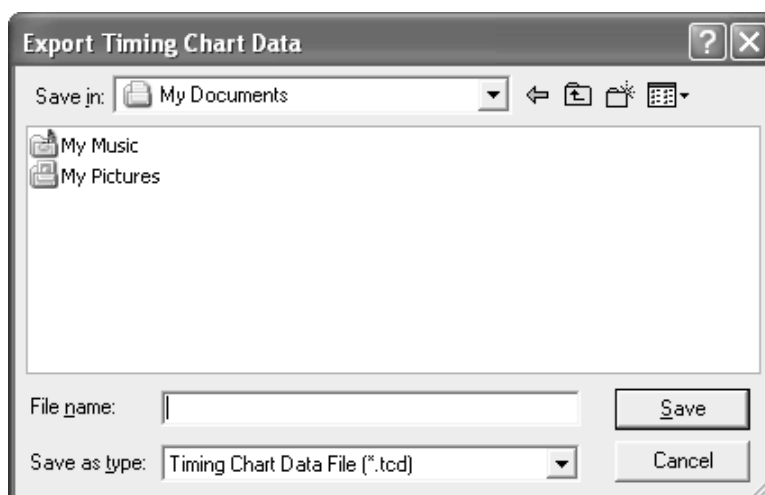 Export Timing Chart Data
Save in: My Documents
My Music
My Pictures
File name:
Save
Save as type: Timing Chart Data File (*.tcd)
Cancel